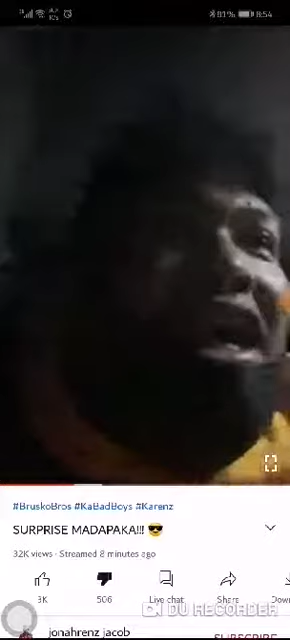 81% 8:54
#BruskoBros #KaBadBoys #Karenz
SURPRISE MADAPAKA!!! 😎
32K views · Streamed 8 minutes ago
3K 506 Live chat Share Down
DU RECORDER
jonahrenz jacob
SUBSCRIBE